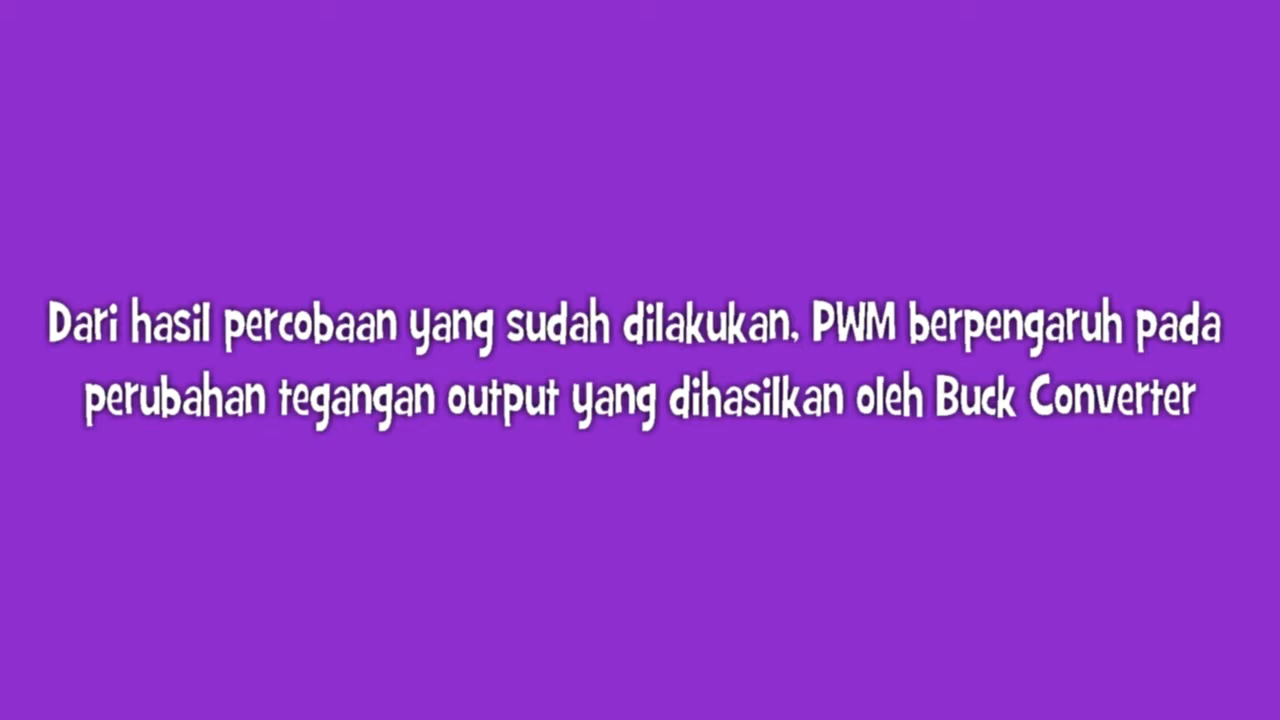 Dari hasil percobaan yang sudah dilakukan, PWM berpengaruh pada
perubahan tegangan output yang dihasilkan oleh Buck Converter